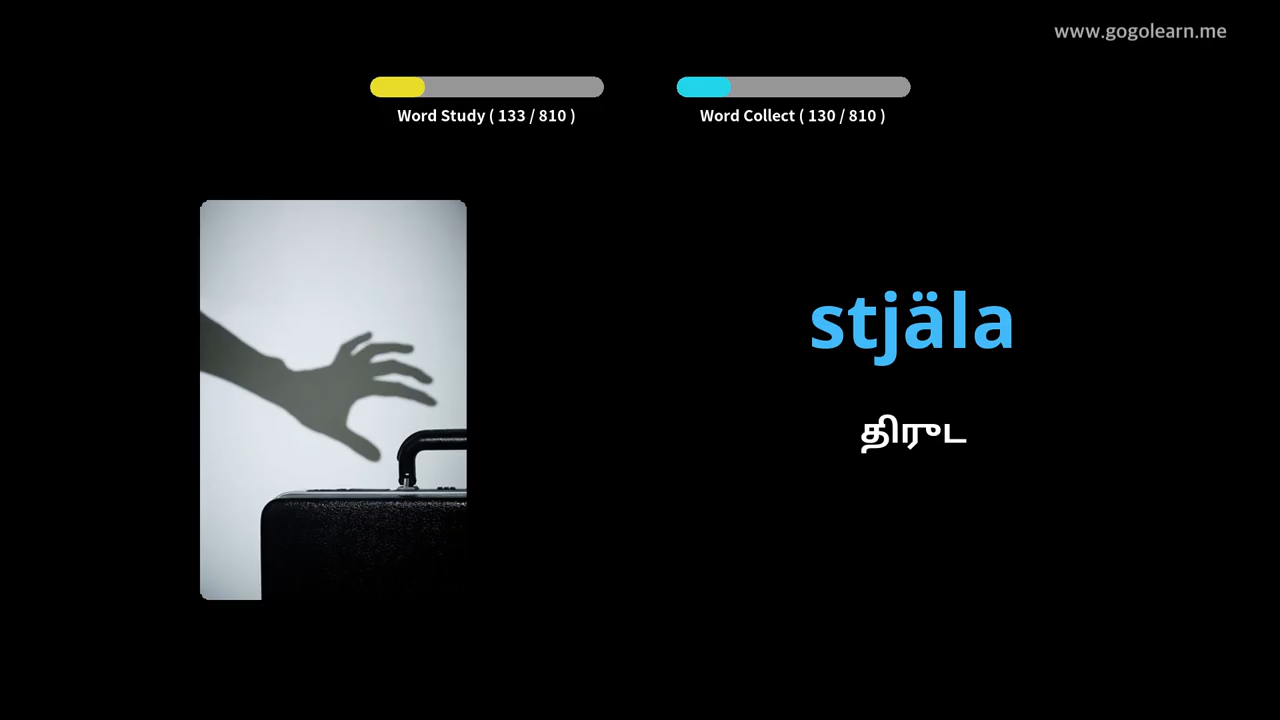 www.gogolearn.me
Word Study ( 133 / 810 )
Word Collect ( 130 / 810 )
stjäla
திருட